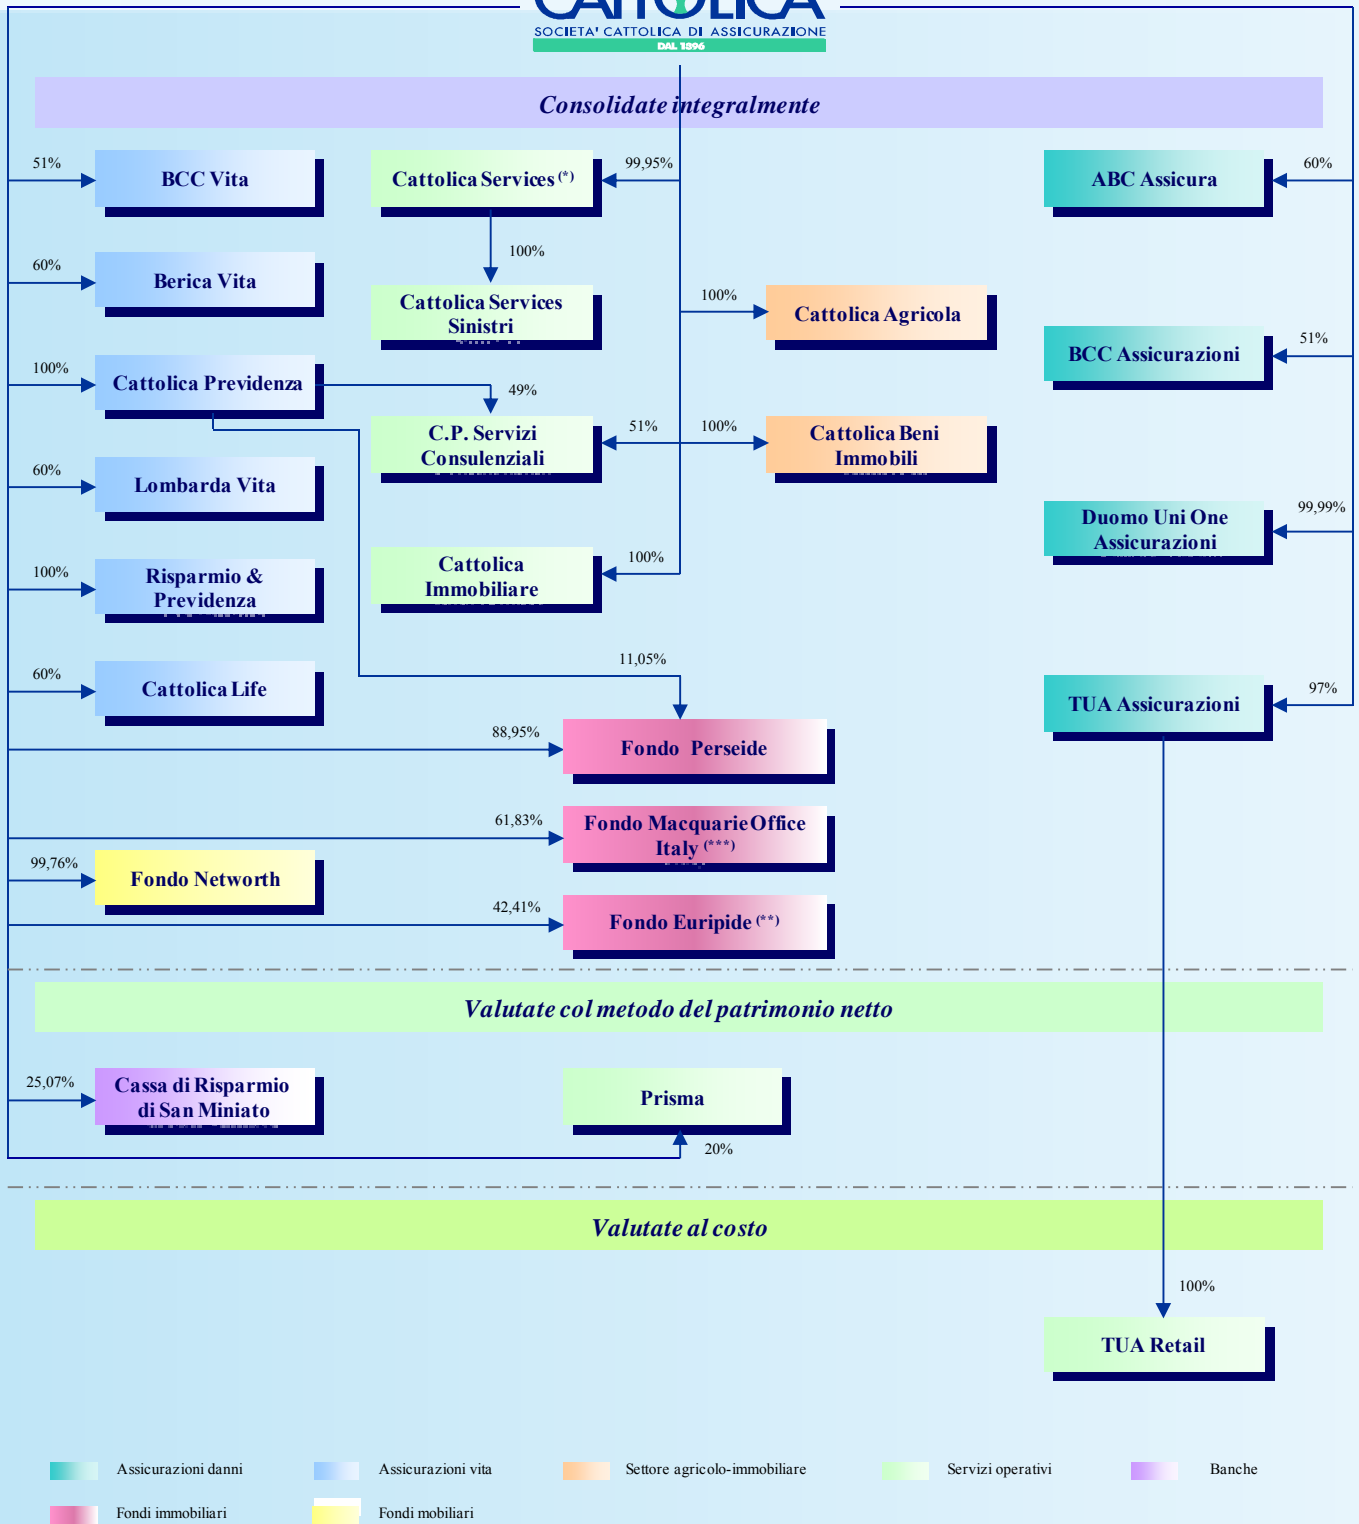 CATTOLICA
SOCIETA' CATTOLICA DI ASSICURAZIONE
DAL 1896
Consolidate integralmente
51%
BCC Vita
Cattolica Services (*)
99,95%
ABC Assicura
60%
100%
60%
Berica Vita
Cattolica Services
Sinistri
100%
Cattolica Agricola
BCC Assicurazioni
51%
100%
Cattolica Previdenza
49%
C.P. Servizi
Consulenziali
51%
100%
Cattolica Beni
Immobili
60%
Lombarda Vita
Duomo Uni One
Assicurazioni
99,99%
100%
Risparmio &
Previdenza
Cattolica
Immobiliare
100%
60%
Cattolica Life
11,05%
TUA Assicurazioni
97%
88,95%
Fondo Perseide
61,83%
Fondo Macquarie Office
Italy (***)
99,76%
Fondo Networth
42,41%
Fondo Euripide (**)
Valutate col metodo del patrimonio netto
25,07%
Cassa di Risparmio
di San Miniato
Prisma
20%
Valutate al costo
100%
TUA Retail
Assicurazioni danni
Assicurazioni vita
Settore agricolo-immobiliare
Servizi operativi
Banche
Fondi immobiliari
Fondi mobiliari